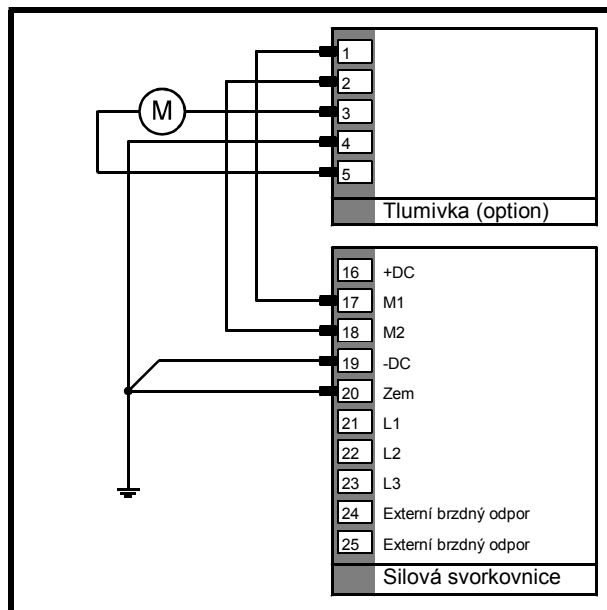 1
2
M
3
4
5
Tlumivka (option)
16 +DC
17 M1
18 M2
19 -DC
20 Zem
21 L1
22 L2
23 L3
24 Externí brzdný odpor
25 Externí brzdný odpor
Silová svorkovnice